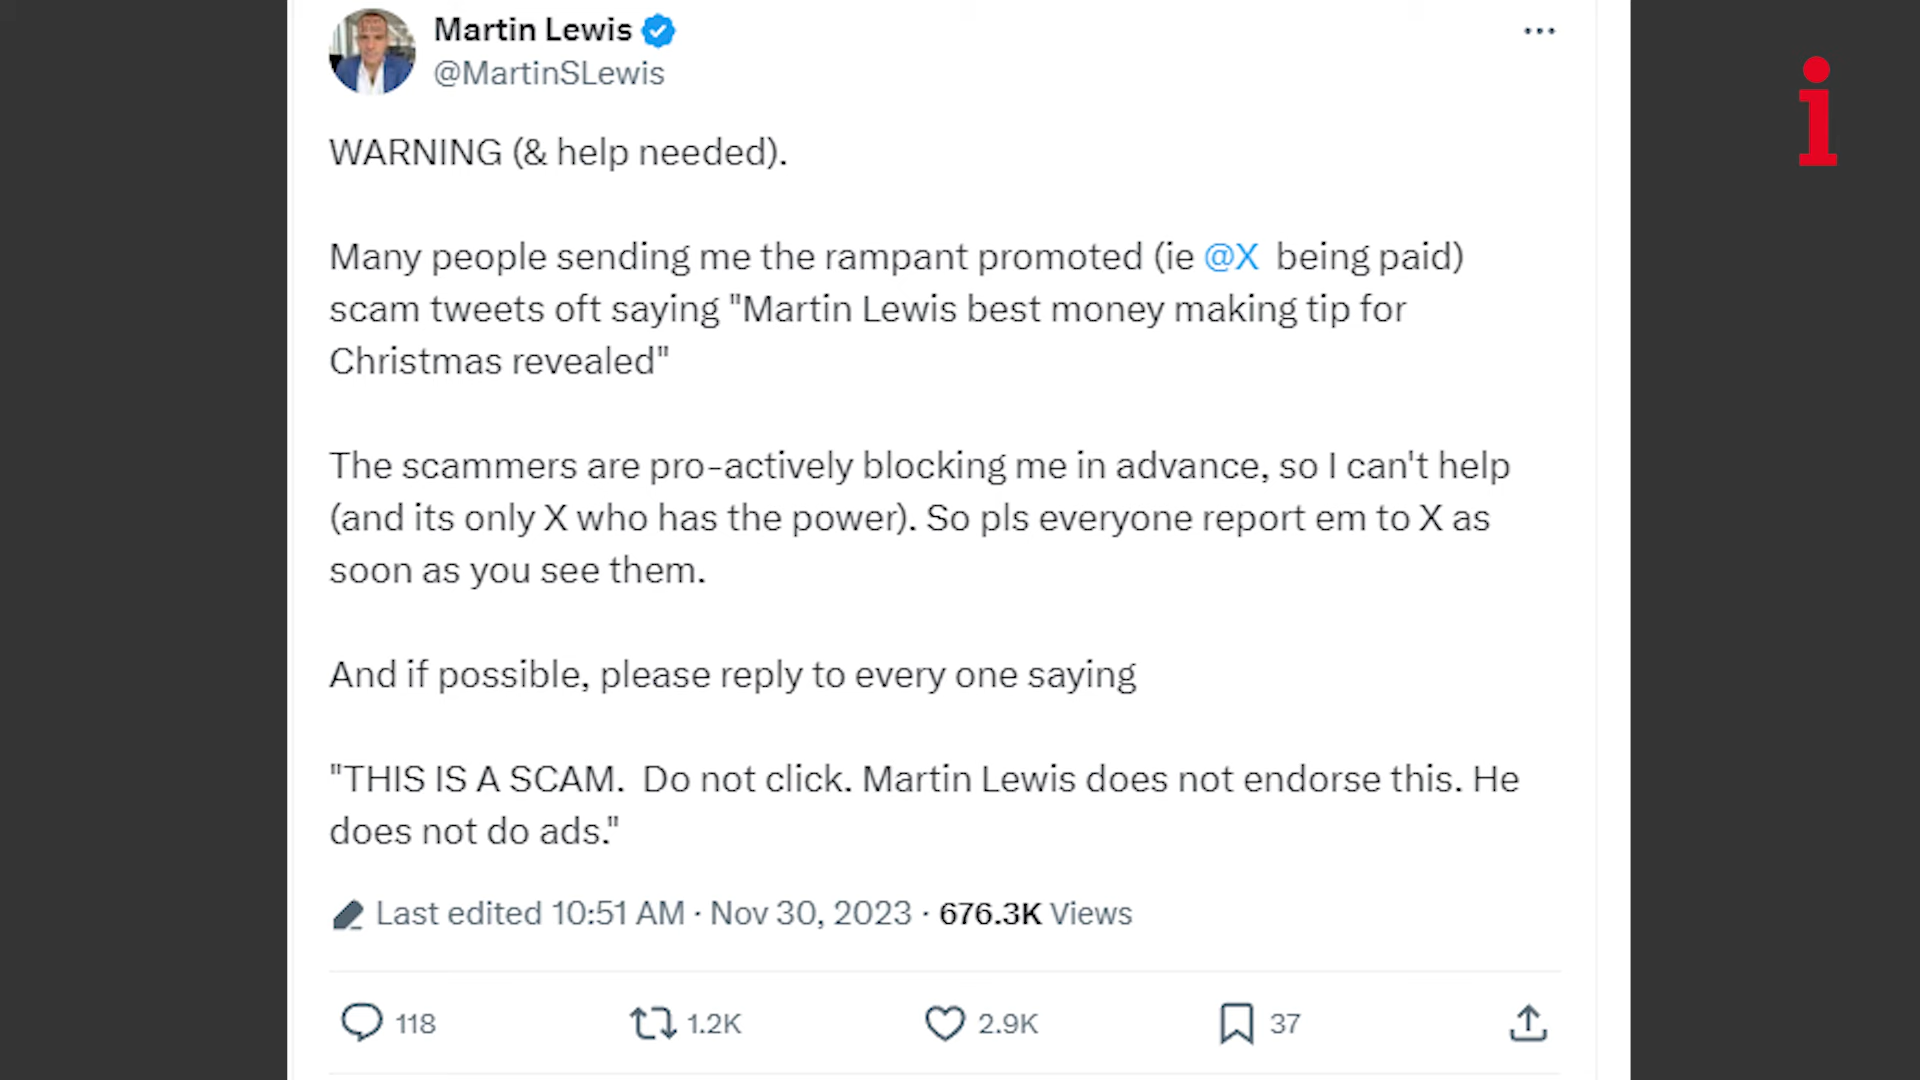 Martin Lewis
@MartinSLewis
i
WARNING (& help needed).
Many people sending me the rampant promoted (ie @X being paid)
scam tweets oft saying "Martin Lewis best money making tip for
Christmas revealed"
The scammers are pro-actively blocking me in advance, so I can't help
(and its only X who has the power). So pls everyone report em to X as
soon as you see them.
And if possible, please reply to every one saying
"THIS IS A SCAM. Do not click. Martin Lewis does not endorse this. He
does not do ads."
Last edited 10:51 AM · Nov 30, 2023 · 676.3K Views
118 1.2K 2.9K 37